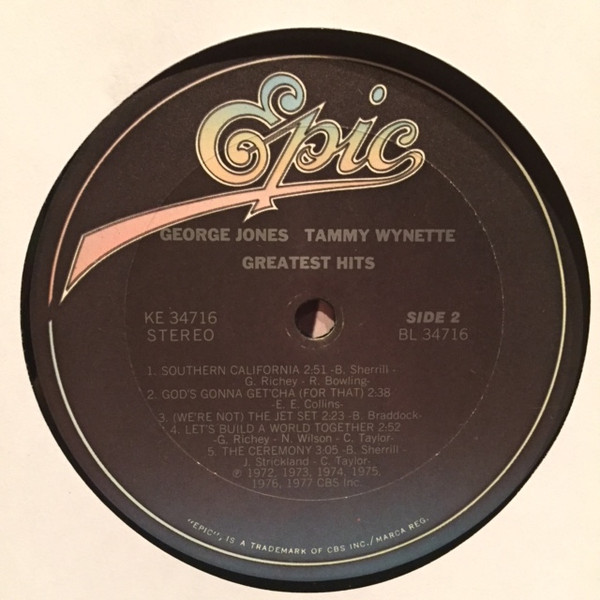 Epic
GEORGE JONES TAMMY WYNETTE
GREATEST HITS
KE 34716 SIDE 2
STEREO BL 34716
1. SOUTHERN CALIFORNIA 2:51 -B. Sherrill -
G. Richey - R. Bowling-
2. GOD'S GONNA GET'CHA (FOR THAT) 2:38
-E. E. Collins-
3. (WE'RE NOT) THE JET SET 2:23 -B. Braddock-
4. LET'S BUILD A WORLD TOGETHER 2:52
-G. Richey - N. Wilson - C. Taylor-
5. THE CEREMONY 3:05 -B. Sherrill -
J. Strickland - C. Taylor-
℗ 1972, 1973, 1974, 1975,
1976, 1977 CBS Inc.
"EPIC", IS A TRADEMARK OF CBS INC./MARCA REG.